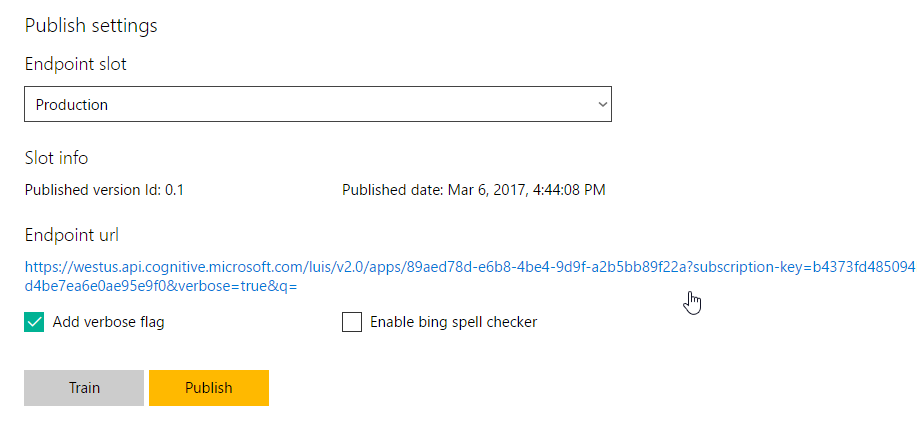 Publish settings
Endpoint slot
Production
Slot info
Published version Id: 0.1 Published date: Mar 6, 2017, 4:44:08 PM
Endpoint url
https://westus.api.cognitive.microsoft.com/luis/v2.0/apps/89aed78d-e6b8-4be4-9d9f-a2b5bb89f22a?subscription-key=b4373fd485094
d4be7ea6e0ae95e9f0&verbose=true&q=
Add verbose flag Enable bing spell checker
Train Publish